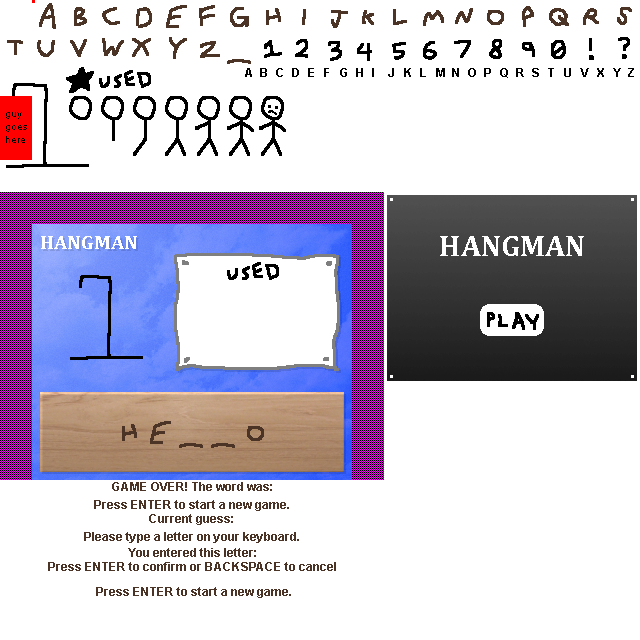 A B C D E F G H I J K L M N O P Q R S
T U V W X Y Z _ 1 2 3 4 5 6 7 8 9 0 ! ?
A B C D E F G H I J K L M N O P Q R S T U V X Y Z
USED
guy
goes
here
HANGMAN
USED
H E _ _ O
HANGMAN
PLAY
GAME OVER! The word was:
Press ENTER to start a new game.
Current guess:
Please type a letter on your keyboard.
You entered this letter:
Press ENTER to confirm or BACKSPACE to cancel
Press ENTER to start a new game.